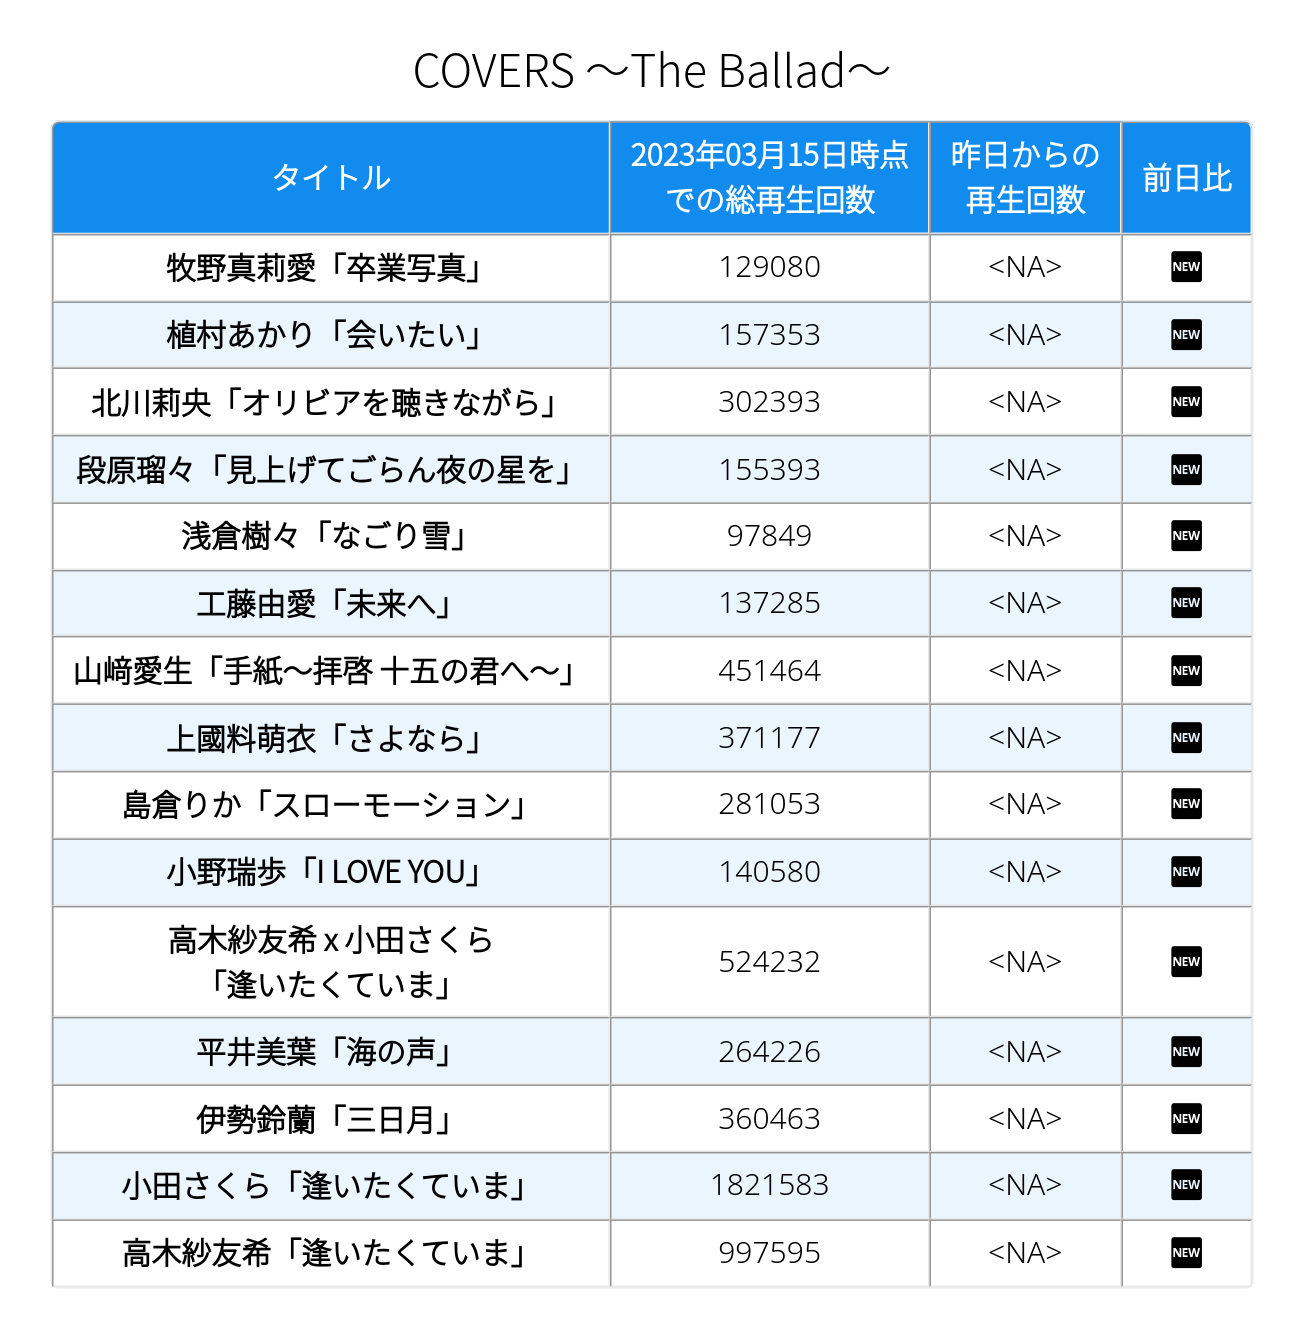 COVERS ～The Ballad～
タイトル
2023年03月15日時点
での総再生回数
昨日からの
再生回数
前日比
牧野真莉愛「卒業写真」 129080 <NA> NEW
植村あかり「会いたい」 157353 <NA> NEW
北川莉央「オリビアを聴きながら」 302393 <NA> NEW
段原瑠々「見上げてごらん夜の星を」 155393 <NA> NEW
浅倉樹々「なごり雪」 97849 <NA> NEW
工藤由愛「未来へ」 137285 <NA> NEW
山﨑愛生「手紙～拝啓 十五の君へ～」 451464 <NA> NEW
上國料萌衣「さよなら」 371177 <NA> NEW
島倉りか「スローモーション」 281053 <NA> NEW
小野瑞歩「I LOVE YOU」 140580 <NA> NEW
高木紗友希 x 小田さくら
「逢いたくていま」 524232 <NA> NEW
平井美葉「海の声」 264226 <NA> NEW
伊勢鈴蘭「三日月」 360463 <NA> NEW
小田さくら「逢いたくていま」 1821583 <NA> NEW
高木紗友希「逢いたくていま」 997595 <NA> NEW